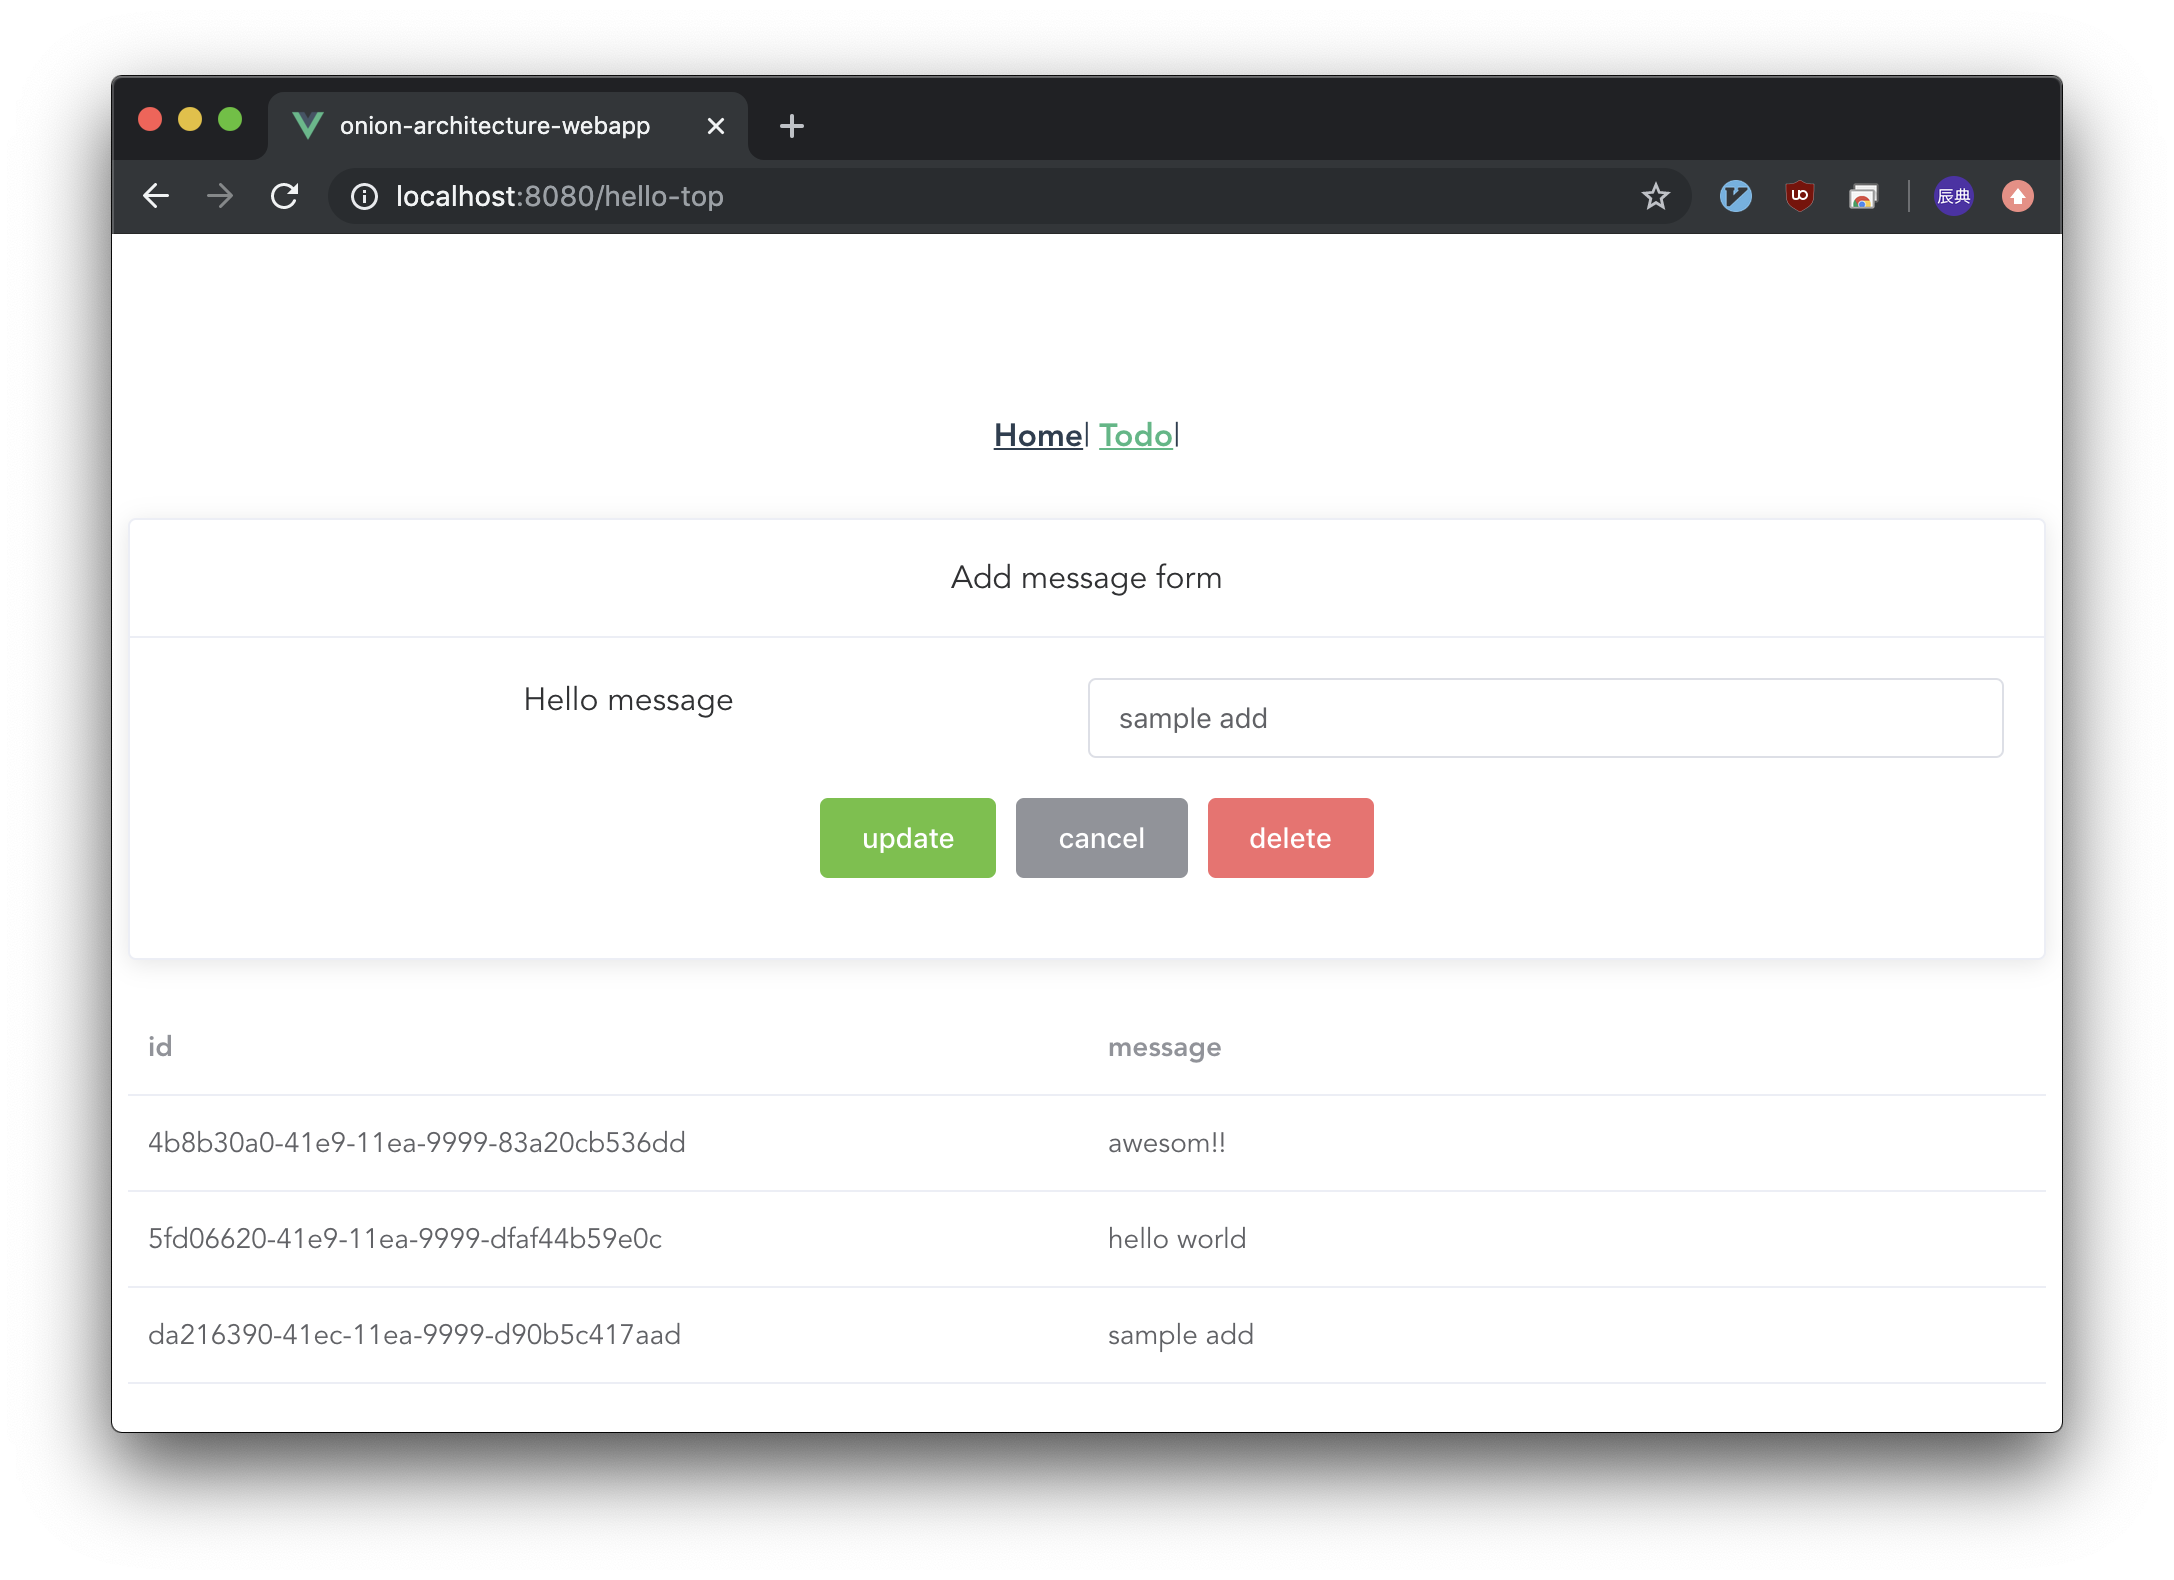 onion-architecture-webapp
localhost:8080/hello-top
辰典
Home| Todo|
Add message form
Hello message
sample add
update cancel delete
id message
4b8b30a0-41e9-11ea-9999-83a20cb536dd awesom!!
5fd06620-41e9-11ea-9999-dfaf44b59e0c hello world
da216390-41ec-11ea-9999-d90b5c417aad sample add